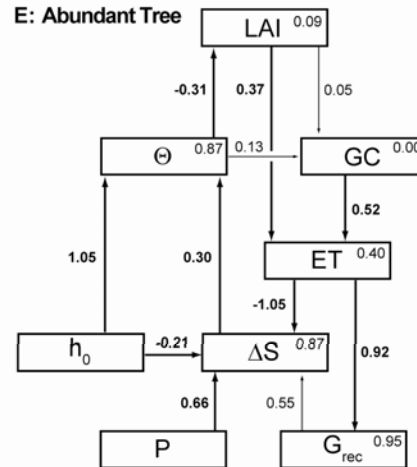 E: Abundant Tree
LAI 0.09
-0.31
0.37
0.05
Θ 0.87
0.13
GC 0.00
0.52
1.05
0.30
ET 0.40
-1.05
h₀
-0.21
ΔS 0.87
0.92
0.66
0.55
P
G_rec 0.95